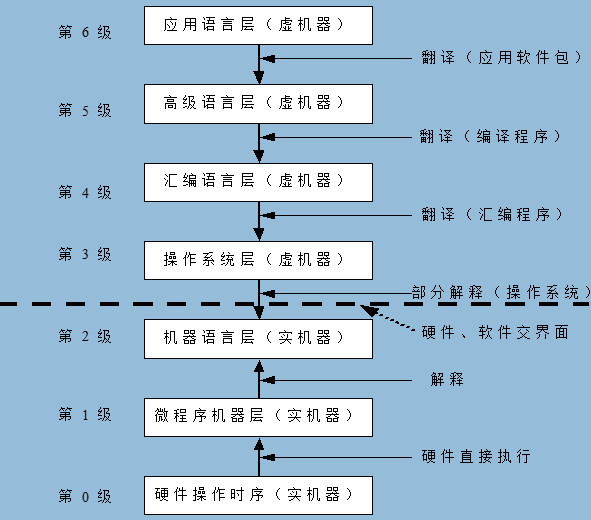 第 6 级
应用语言层（虚机器）
翻译（应用软件包）
第 5 级
高级语言层（虚机器）
翻译（编译程序）
第 4 级
汇编语言层（虚机器）
翻译（汇编程序）
第 3 级
操作系统层（虚机器）
部分解释（操作系统）
硬件、软件交界面
第 2 级
机器语言层（实机器）
解释
第 1 级
微程序机器层（实机器）
硬件直接执行
第 0 级
硬件操作时序（实机器）